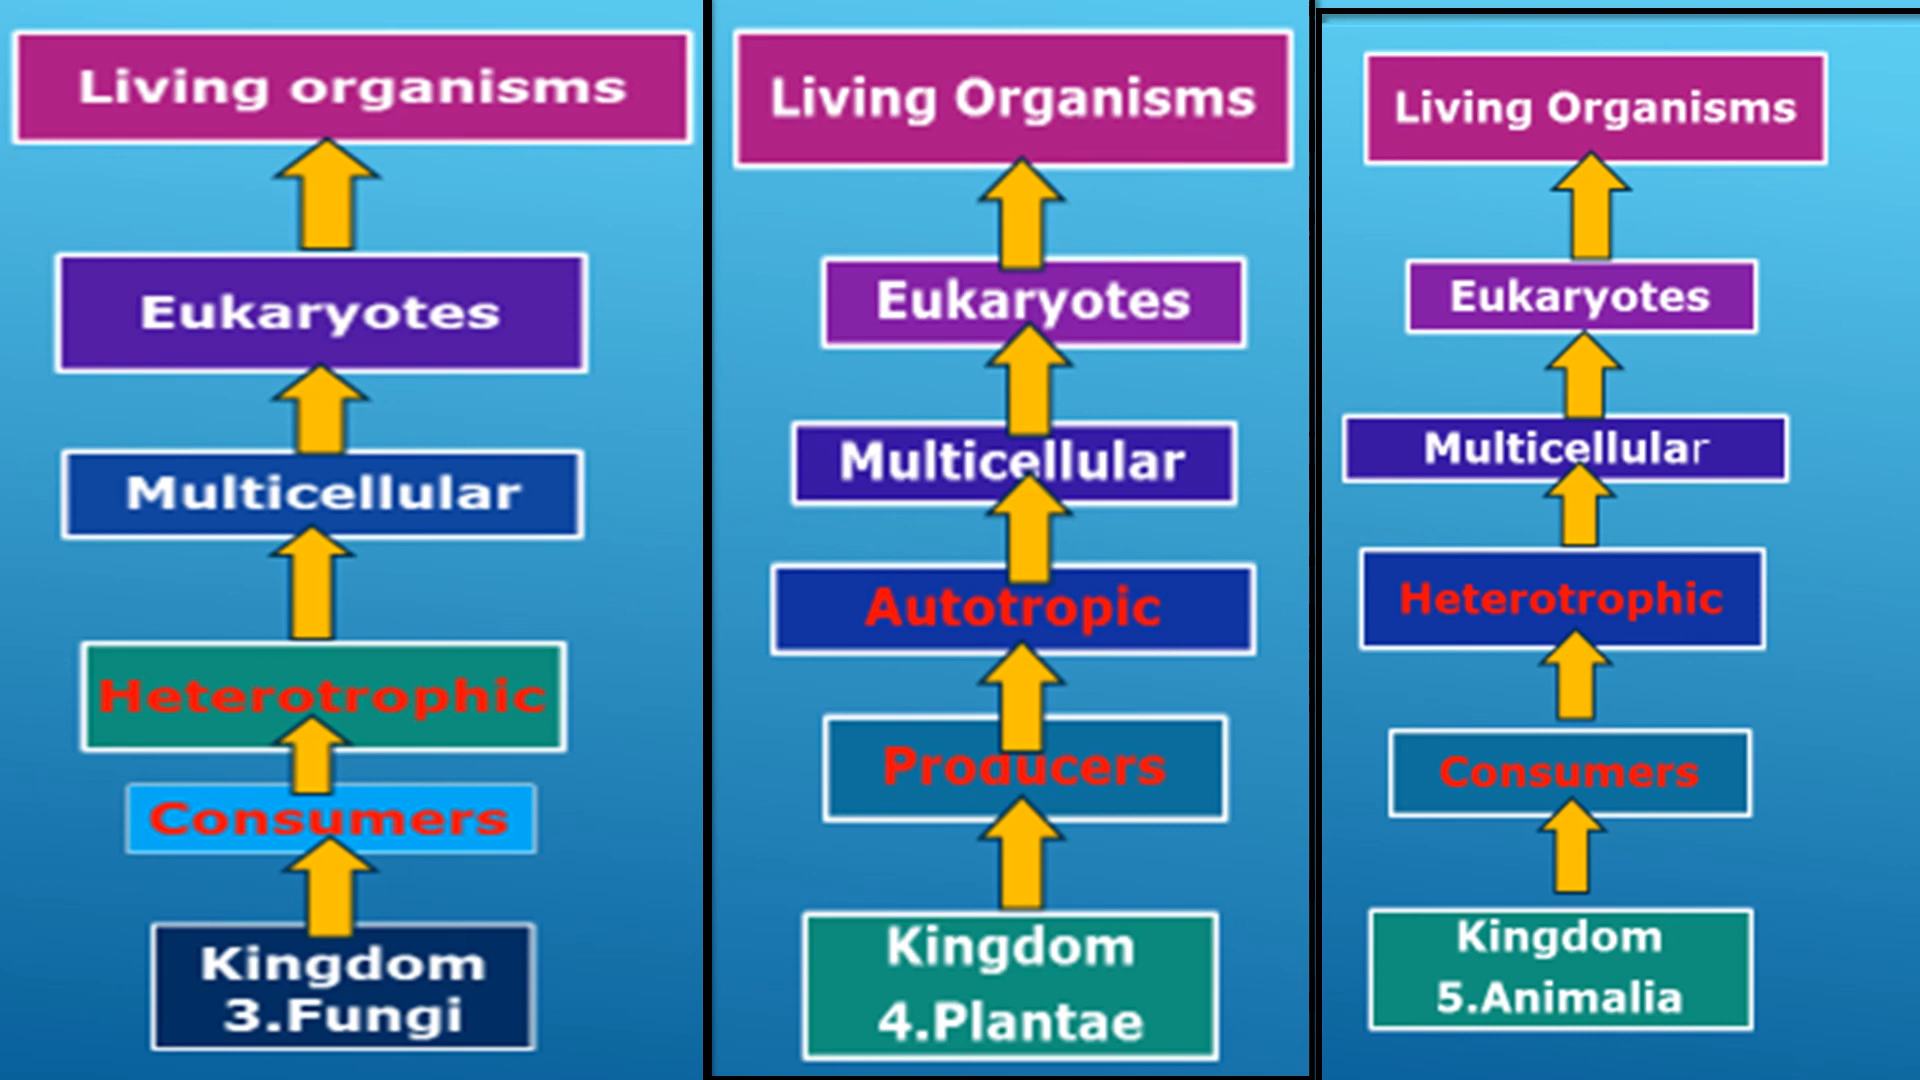 Living organisms
Eukaryotes
Multicellular
Heterotrophic
Consumers
Kingdom
3.Fungi
Living Organisms
Eukaryotes
Multicellular
Autotropic
Producers
Kingdom
4.Plantae
Living Organisms
Eukaryotes
Multicellular
Heterotrophic
Consumers
Kingdom
5.Animalia